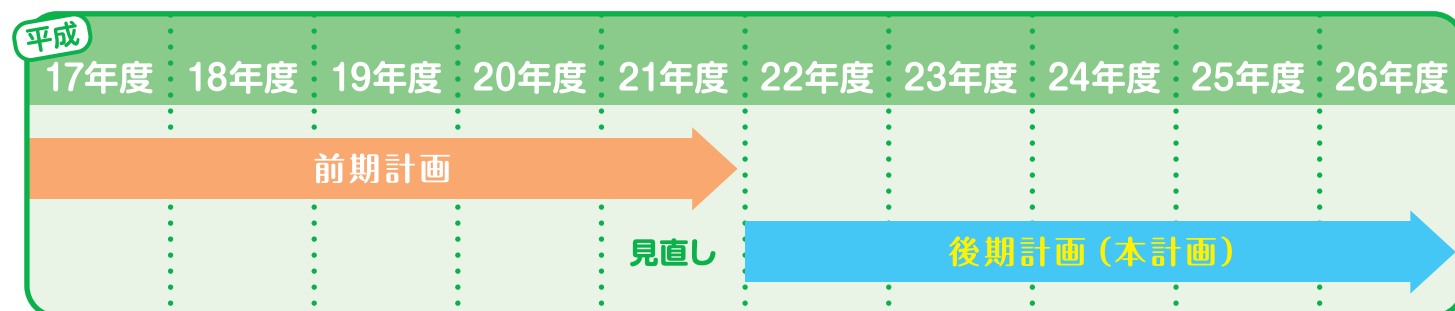 平成
17年度 18年度 19年度 20年度 21年度 22年度 23年度 24年度 25年度 26年度
前期計画
見直し 後期計画（本計画）